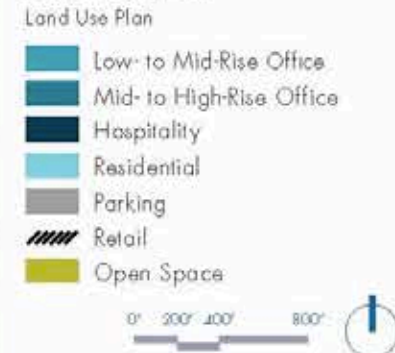 Land Use Plan
Low- to Mid-Rise Office
Mid- to High-Rise Office
Hospitality
Residential
Parking
Retail
Open Space
0' 200' 400' 800'